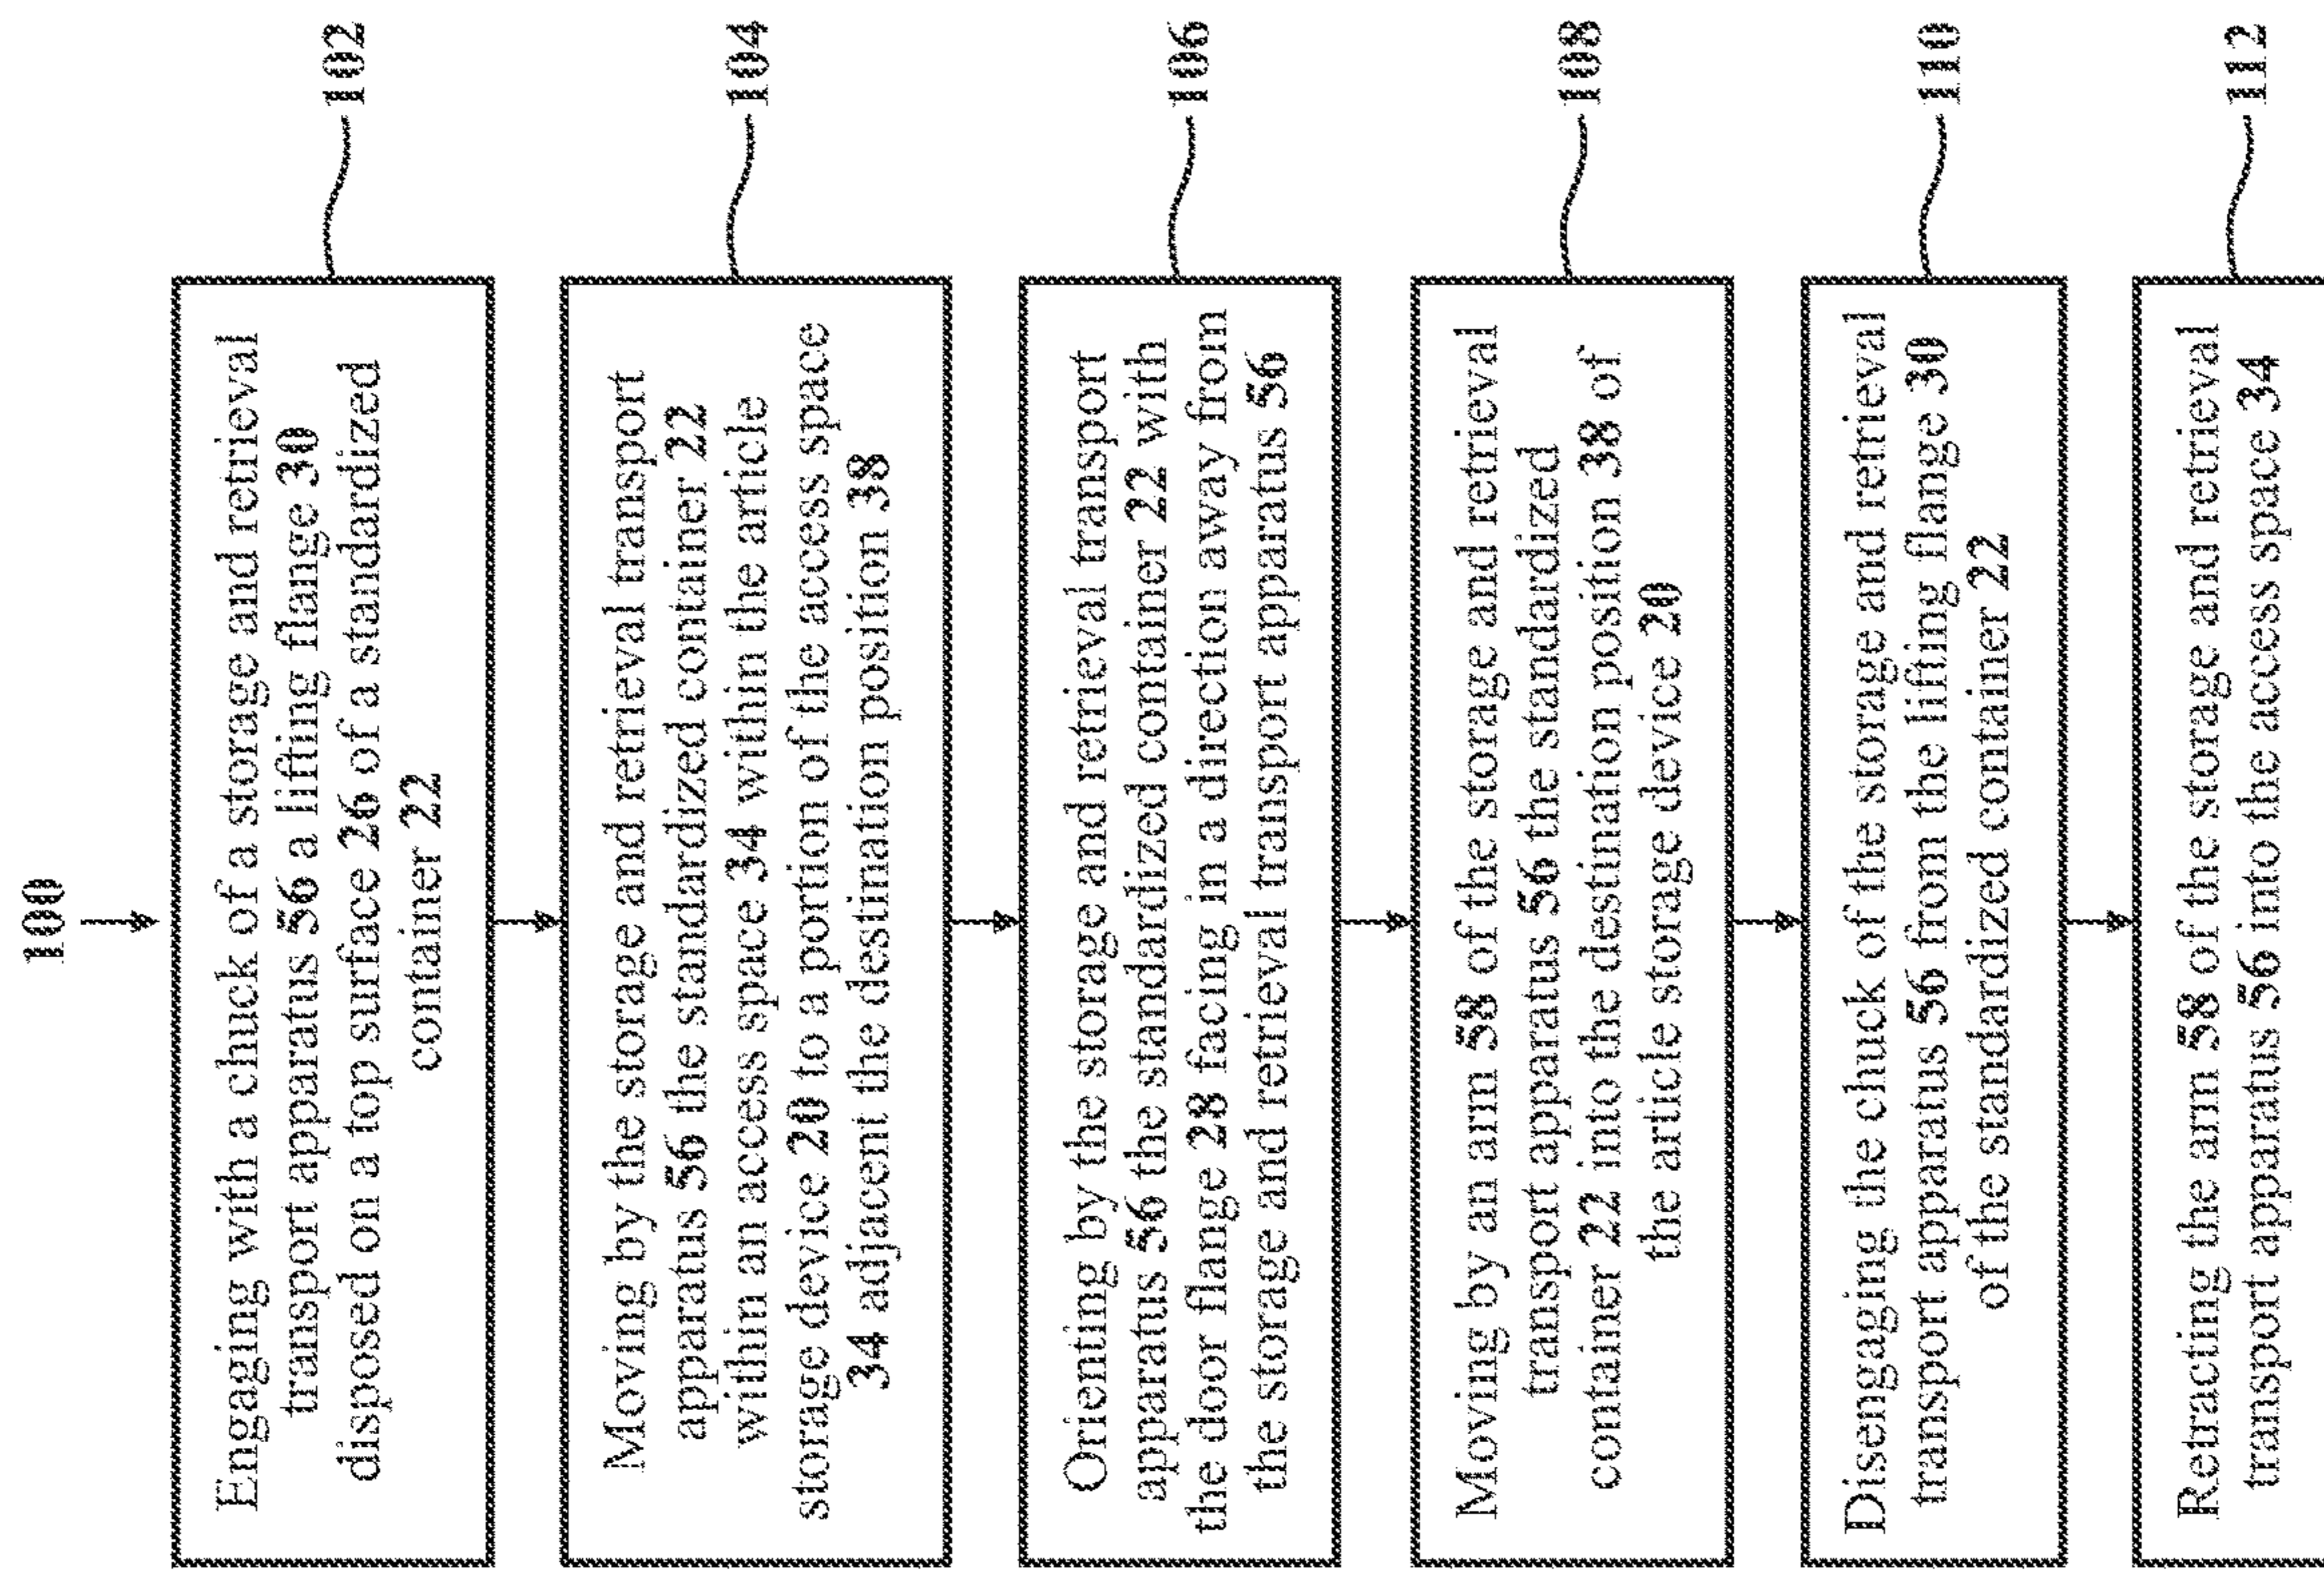 100
Engaging with a chuck of a storage and retrieval
transport apparatus 56 a lifting flange 30
disposed on a top surface 26 of a standardized
container 22
102
Moving by the storage and retrieval transport
apparatus 56 the standardized container 22
within an access space 34 within the article
storage device 20 to a portion of the access space
34 adjacent the destination position 38
104
Orienting by the storage and retrieval transport
apparatus 56 the standardized container 22 with
the door flange 28 facing in a direction away from
the storage and retrieval transport apparatus 56
106
Moving by an arm 58 of the storage and retrieval
transport apparatus 56 the standardized
container 22 into the destination position 38 of
the article storage device 20
108
Disengaging the chuck of the storage and retrieval
transport apparatus 56 from the lifting flange 30
of the standardized container 22
110
Retracting the arm 58 of the storage and retrieval
transport apparatus 56 into the access space 34
112